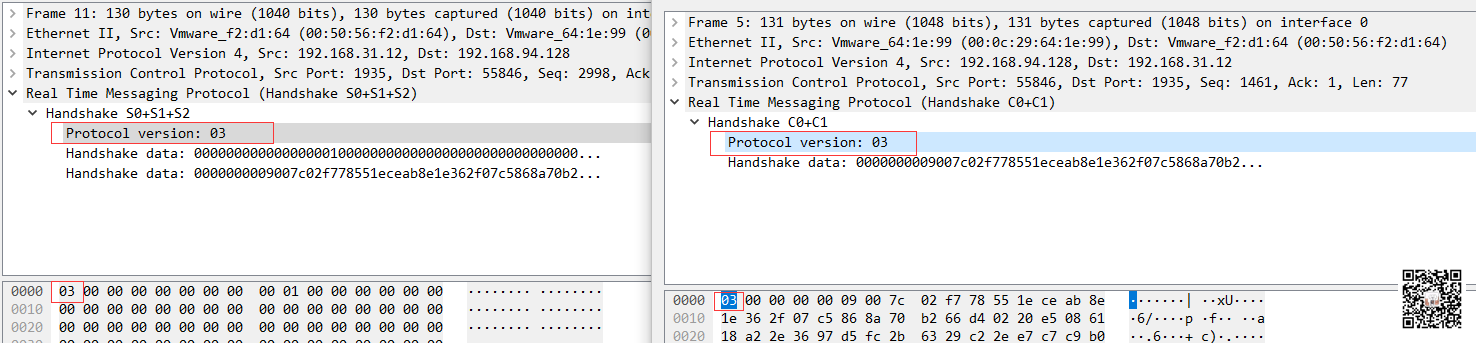 Frame 11: 130 bytes on wire (1040 bits), 130 bytes captured (1040 bits) on inte
Ethernet II, Src: Vmware_f2:d1:64 (00:50:56:f2:d1:64), Dst: Vmware_64:1e:99 (0
Internet Protocol Version 4, Src: 192.168.31.12, Dst: 192.168.94.128
Transmission Control Protocol, Src Port: 1935, Dst Port: 55846, Seq: 2998, Ack
Real Time Messaging Protocol (Handshake S0+S1+S2)
Handshake S0+S1+S2
Protocol version: 03
Handshake data: 00000000000000000100000000000000000000000000000000...
Handshake data: 0000000009007c02f778551eceab8e1e362f07c5868a70b2...
0000 03 00 00 00 00 00 00 00 00 01 00 00 00 00 00 00 ········ ········
0010 00 00 00 00 00 00 00 00 00 00 00 00 00 00 00 00 ········ ········
0020 00 00 00 00 00 00 00 00 00 00 00 00 00 00 00 00 ········ ········
Frame 5: 131 bytes on wire (1048 bits), 131 bytes captured (1048 bits) on interface 0
Ethernet II, Src: Vmware_64:1e:99 (00:0c:29:64:1e:99), Dst: Vmware_f2:d1:64 (00:50:56:f2:d1:64)
Internet Protocol Version 4, Src: 192.168.94.128, Dst: 192.168.31.12
Transmission Control Protocol, Src Port: 55846, Dst Port: 1935, Seq: 1461, Ack: 1, Len: 77
Real Time Messaging Protocol (Handshake C0+C1)
Handshake C0+C1
Protocol version: 03
Handshake data: 0000000009007c02f778551eceab8e1e362f07c5868a70b2...
0000 03 00 00 00 00 09 00 7c 02 f7 78 55 1e ce ab 8e ·······| ··xU····
0010 1e 36 2f 07 c5 86 8a 70 b2 66 d4 02 20 e5 08 61 ·6/····p ·f·· ··a
0020 18 a2 2e 36 97 d5 fc 2b 63 29 c2 2e e7 c7 c9 b0 ··.6···+ c)·.····